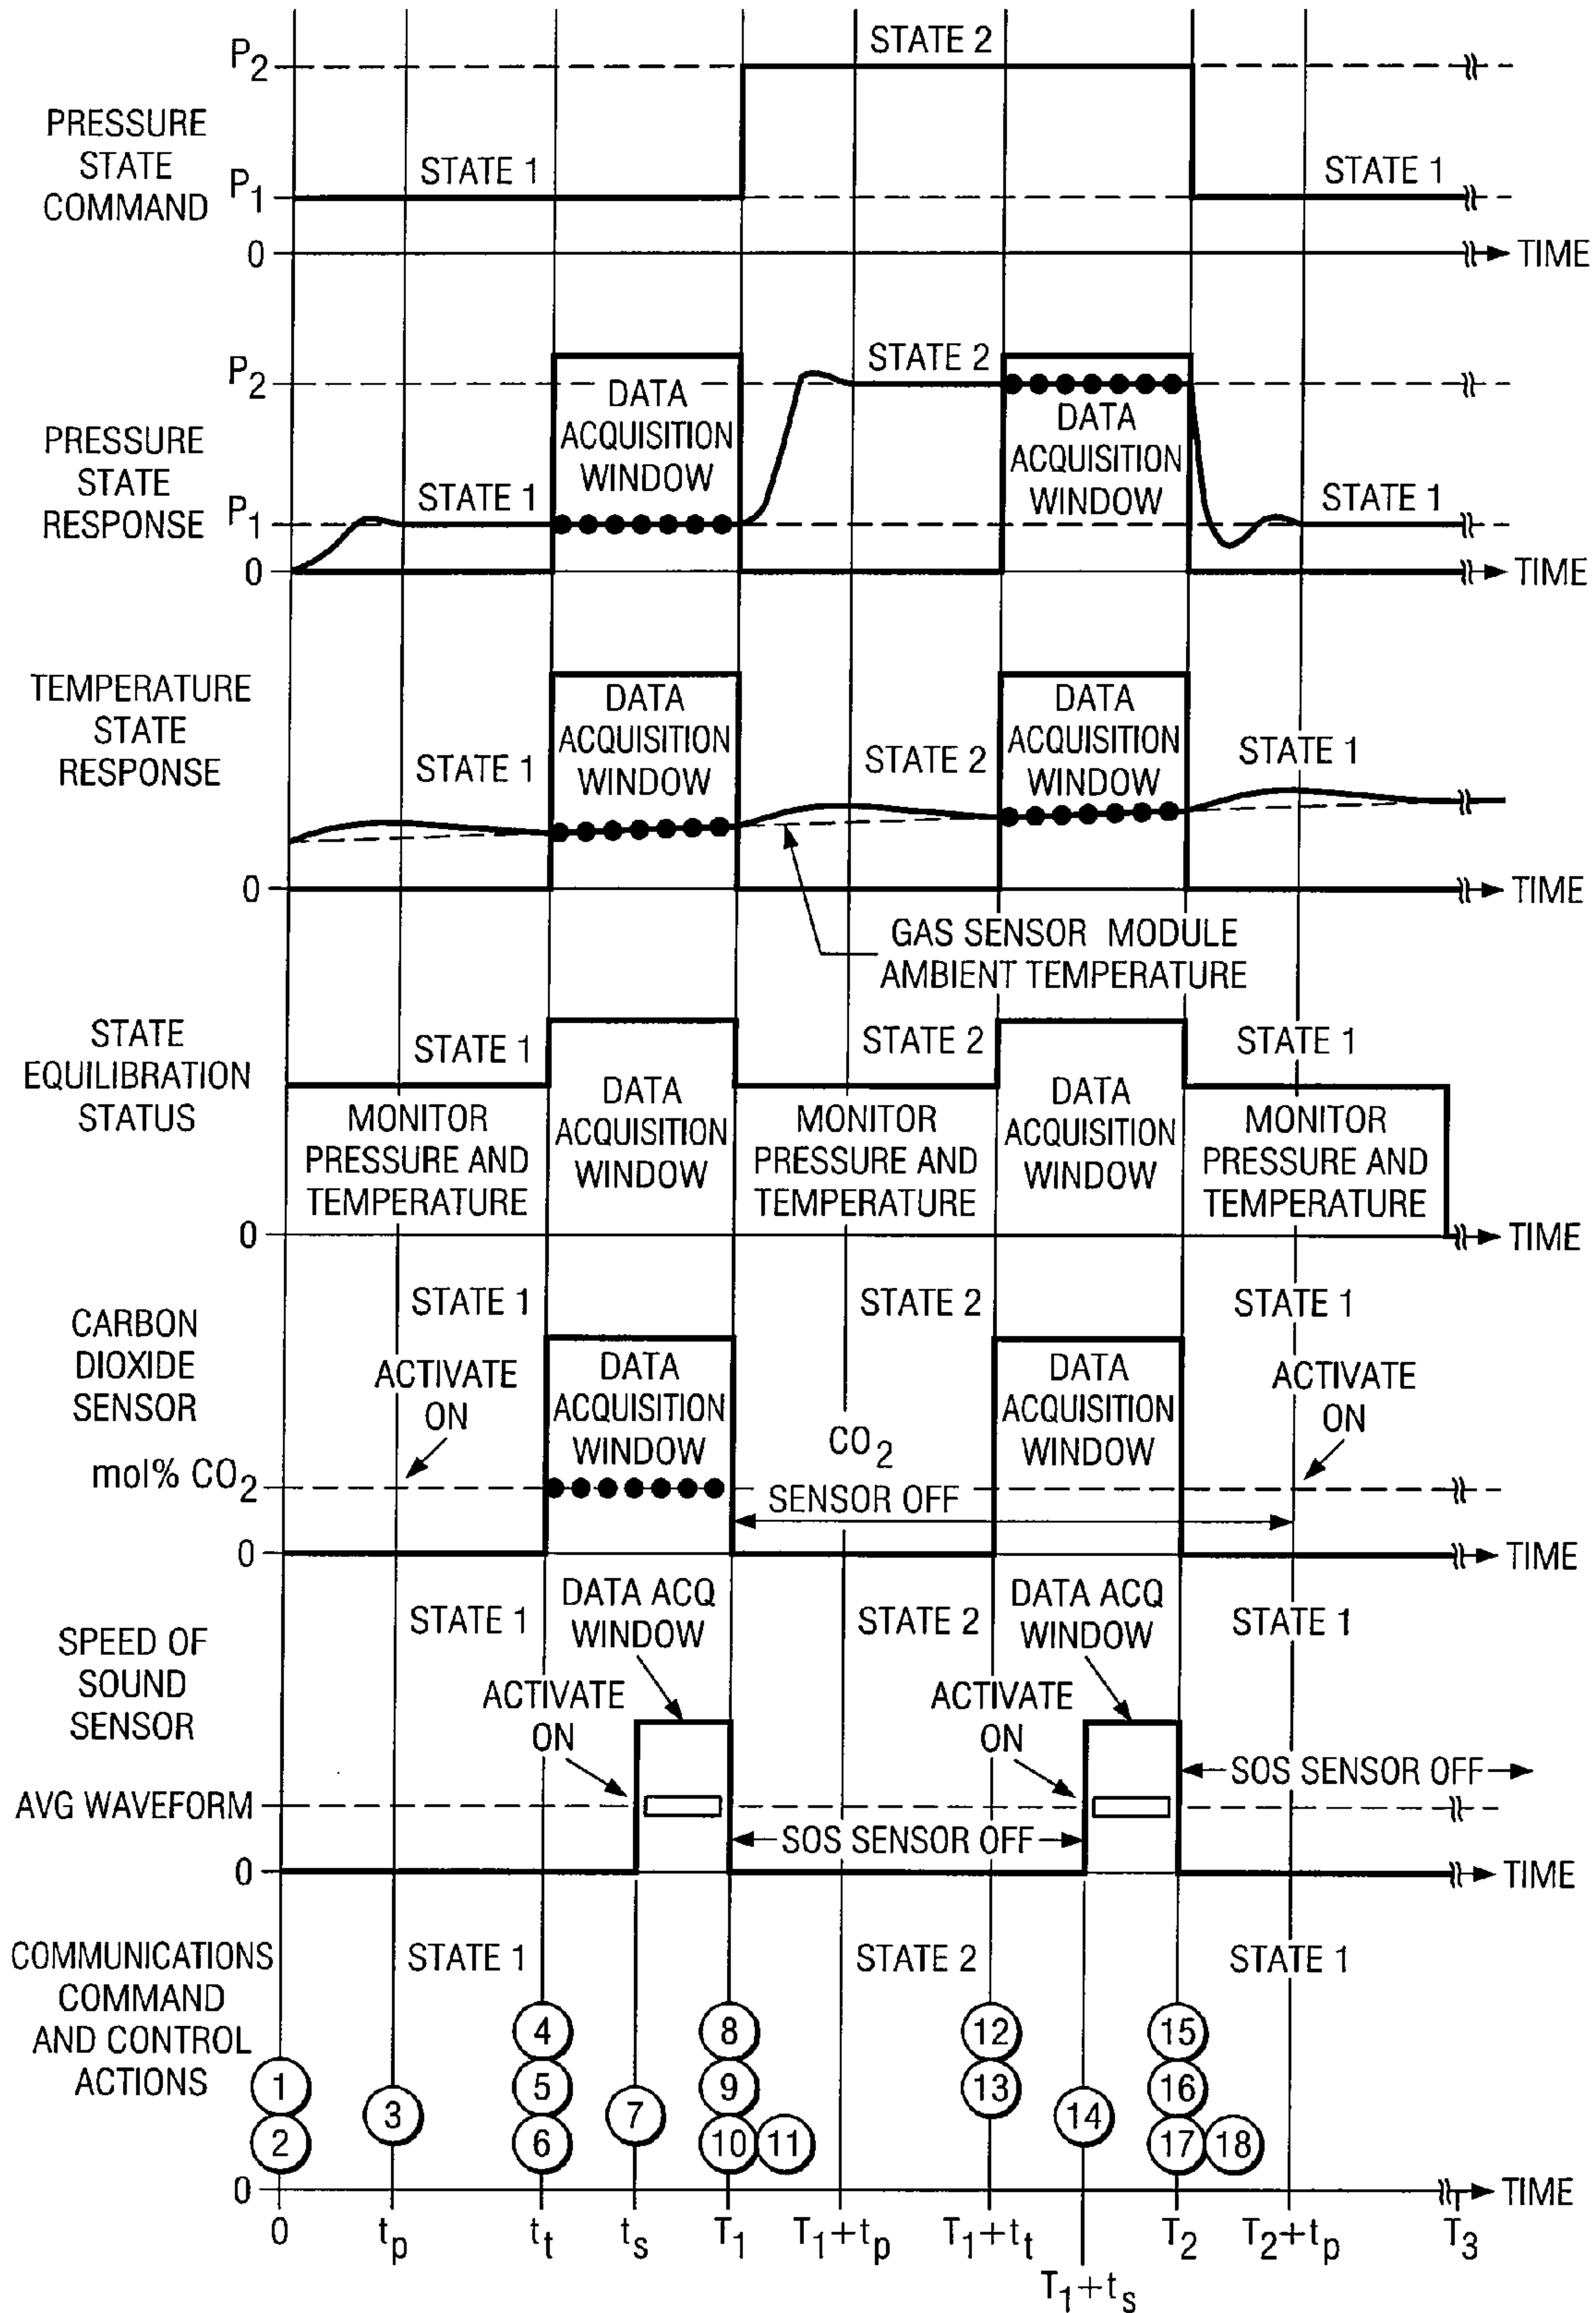 PRESSURE
STATE
COMMAND
P2
P1
0
STATE 1
STATE 2
STATE 1
TIME
PRESSURE
STATE
RESPONSE
P2
P1
0
STATE 1
DATA
ACQUISITION
WINDOW
STATE 2
DATA
ACQUISITION
WINDOW
STATE 1
TIME
TEMPERATURE
STATE
RESPONSE
0
STATE 1
DATA
ACQUISITION
WINDOW
STATE 2
DATA
ACQUISITION
WINDOW
STATE 1
TIME
GAS SENSOR MODULE
AMBIENT TEMPERATURE
STATE
EQUILIBRATION
STATUS
0
STATE 1
MONITOR
PRESSURE AND
TEMPERATURE
DATA
ACQUISITION
WINDOW
STATE 2
MONITOR
PRESSURE AND
TEMPERATURE
DATA
ACQUISITION
WINDOW
STATE 1
MONITOR
PRESSURE AND
TEMPERATURE
TIME
CARBON
DIOXIDE
SENSOR
mol% CO2
0
STATE 1
ACTIVATE
ON
DATA
ACQUISITION
WINDOW
STATE 2
CO2
SENSOR OFF
DATA
ACQUISITION
WINDOW
STATE 1
ACTIVATE
ON
TIME
SPEED OF
SOUND
SENSOR
AVG WAVEFORM
0
STATE 1
DATA ACQ
WINDOW
ACTIVATE
ON
STATE 2
SOS SENSOR OFF
DATA ACQ
WINDOW
ACTIVATE
ON
STATE 1
SOS SENSOR OFF
TIME
COMMUNICATIONS
COMMAND
AND CONTROL
ACTIONS
STATE 1
STATE 2
STATE 1
1
2
3
4
5
6
7
8
9
10 11
12
13
14
15
16
17 18
0
TIME
0 tp tt ts T1 T1+tp T1+tt T2 T2+tp T3
T1+ts